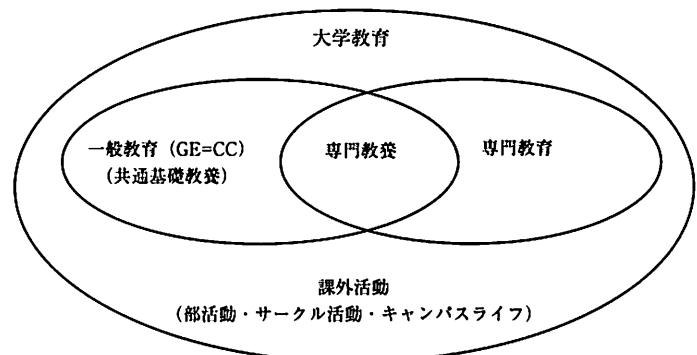 大学教育
一般教育（GE=CC）
（共通基礎教養）
専門教養
専門教育
課外活動
（部活動・サークル活動・キャンパスライフ）